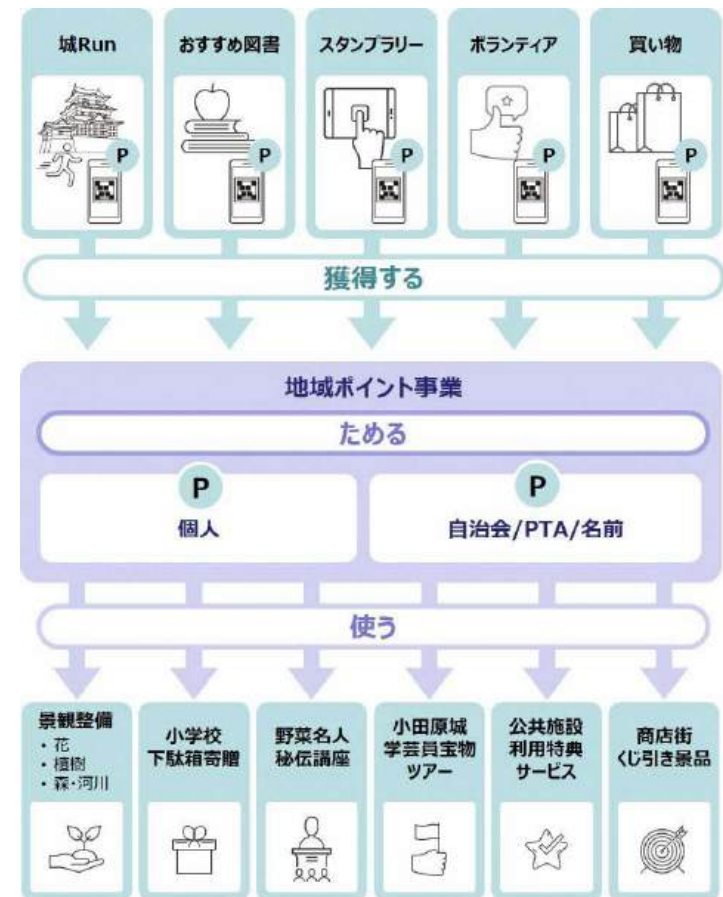 城Run
おすすめ図書
スタンプラリー
ボランティア
買い物
P
P
P
P
P
獲得する
地域ポイント事業
ためる
P
P
個人
自治会/PTA/名前
使う
景観整備
・花
・植樹
・森・河川
小学校
下駄箱寄贈
野菜名人
秘伝講座
小田原城
学芸員宝物
ツアー
公共施設
利用特典
サービス
商店街
くじ引き景品